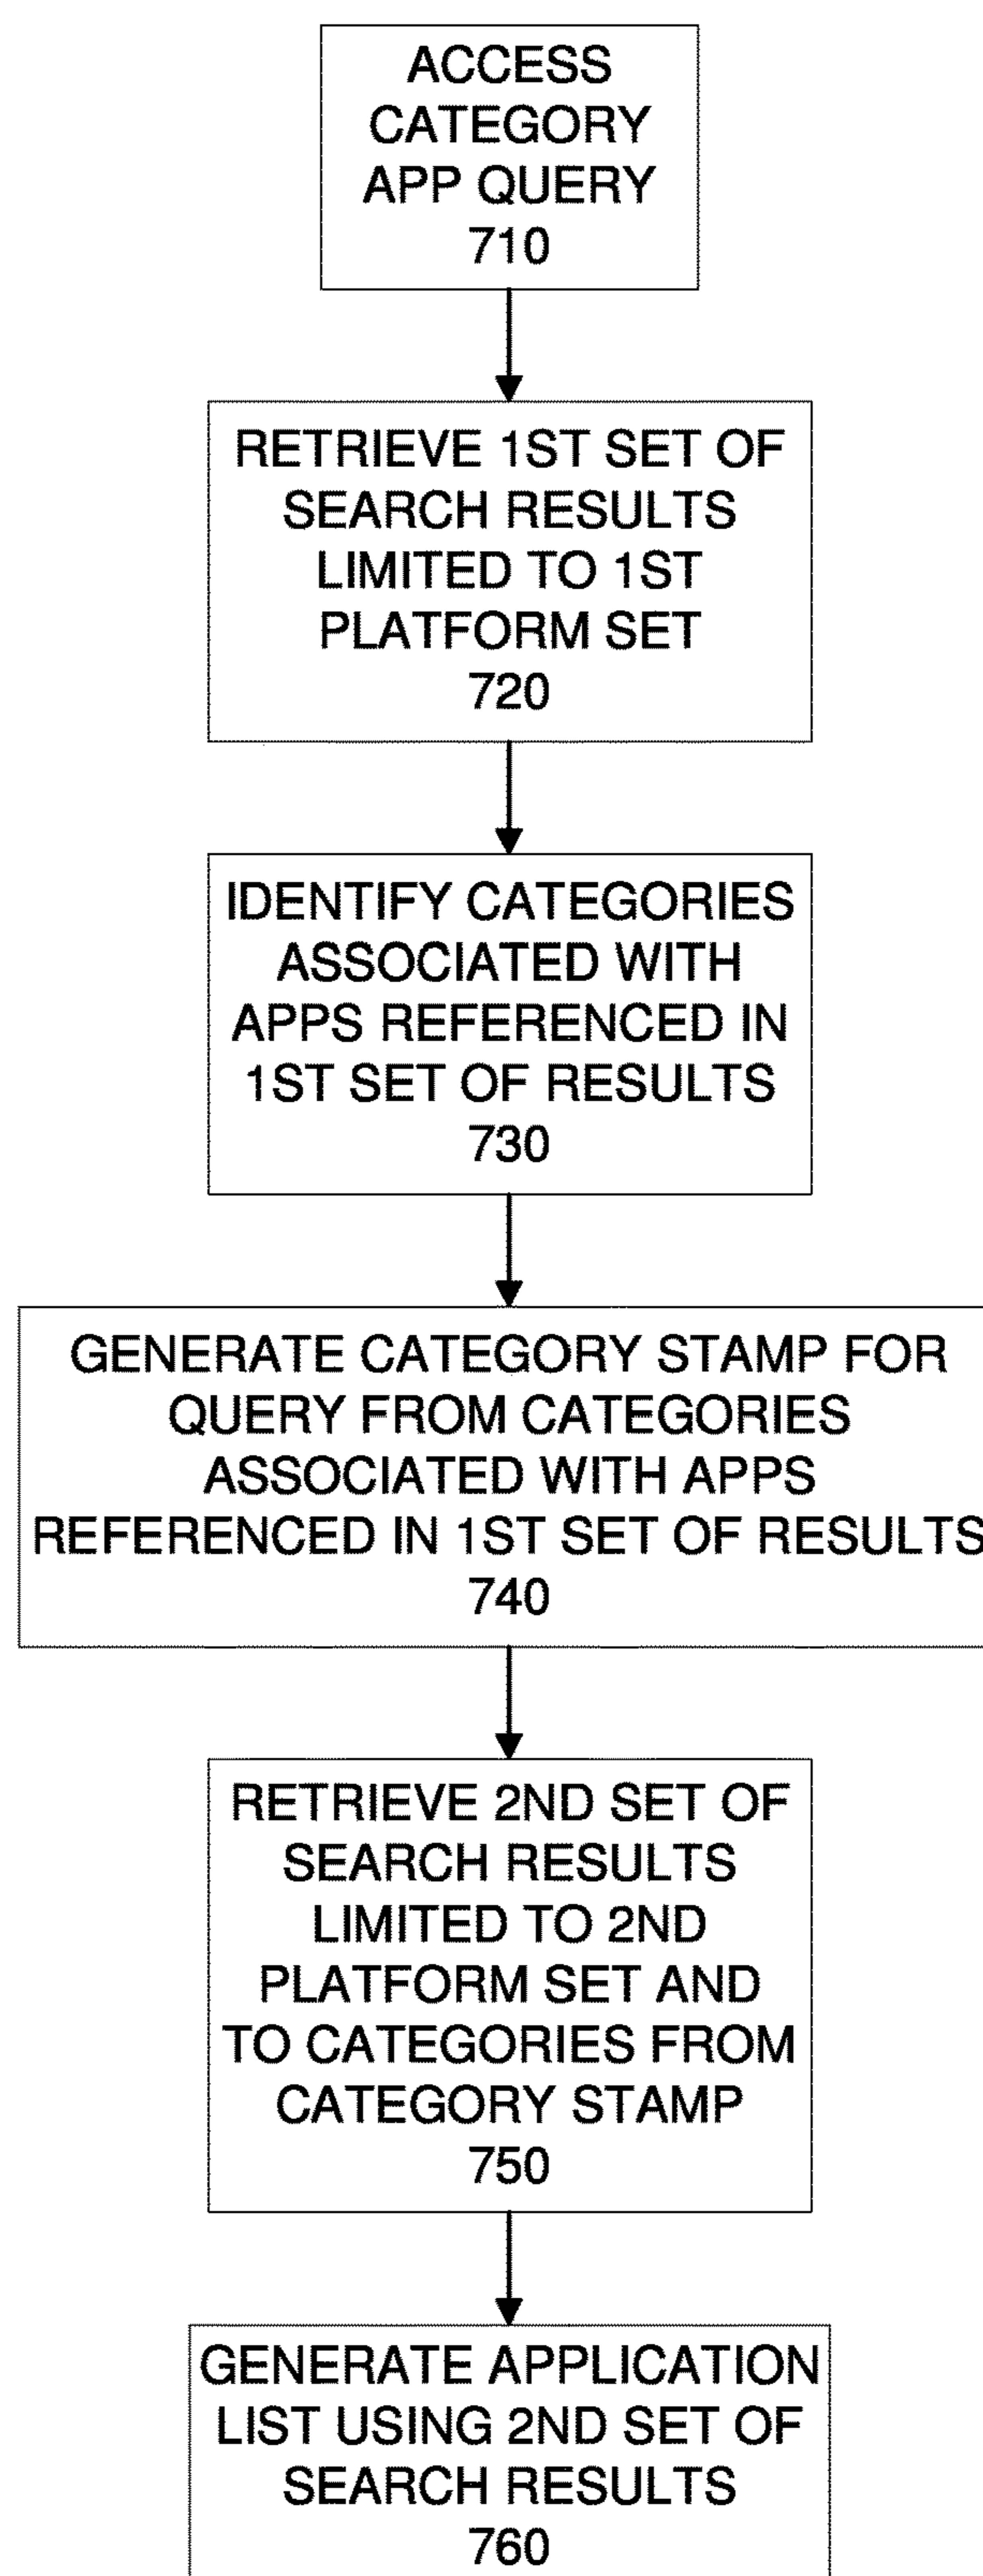 ACCESS
CATEGORY
APP QUERY
710
RETRIEVE 1ST SET OF
SEARCH RESULTS
LIMITED TO 1ST
PLATFORM SET
720
IDENTIFY CATEGORIES
ASSOCIATED WITH
APPS REFERENCED IN
1ST SET OF RESULTS
730
GENERATE CATEGORY STAMP FOR
QUERY FROM CATEGORIES
ASSOCIATED WITH APPS
REFERENCED IN 1ST SET OF RESULTS
740
RETRIEVE 2ND SET OF
SEARCH RESULTS
LIMITED TO 2ND
PLATFORM SET AND
TO CATEGORIES FROM
CATEGORY STAMP
750
GENERATE APPLICATION
LIST USING 2ND SET OF
SEARCH RESULTS
760